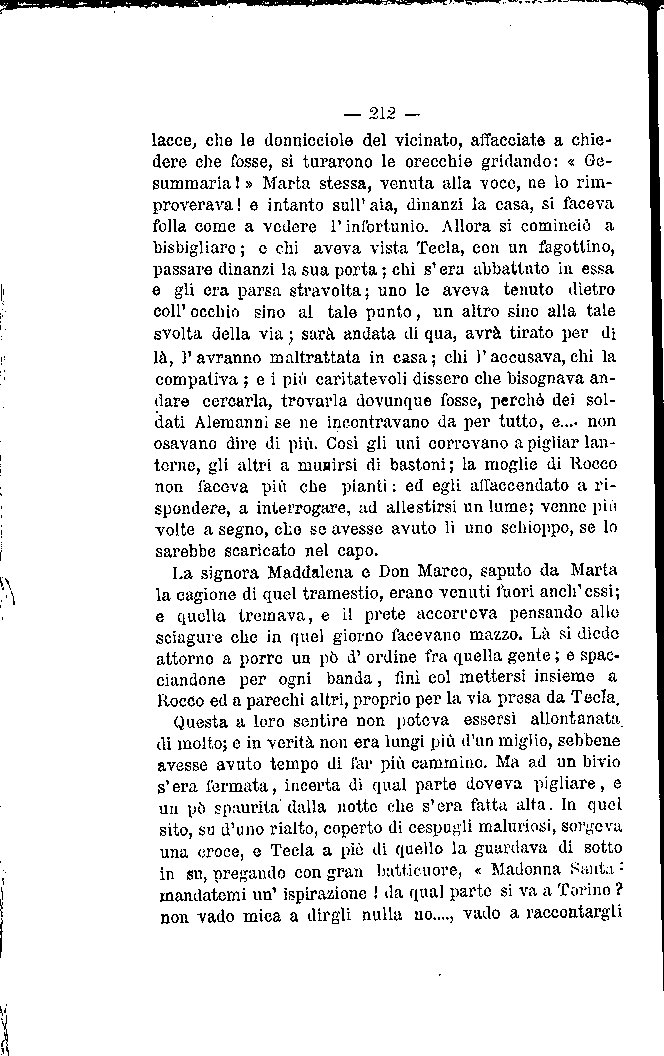 — 212 —
lacce, che le donnicciole del vicinato, affacciate a chie-
dere che fosse, si turarono le orecchie gridando: « Ge-
summaria! » Marta stessa, venuta alla voce, ne lo rim-
proverava! e intanto sull' aia, dinanzi la casa, si faceva
folla come a vedere l' infortunio. Allora si cominciò a
bisbigliare; e chi aveva vista Tecla, con un fagottino,
passare dinanzi la sua porta; chi s' era abbattuto in essa
e gli era parsa stravolta; uno le aveva tenuto dietro
coll' occhio sino al tale punto, un altro sino alla tale
svolta della via; sarà andata di qua, avrà tirato per di
là, l' avranno maltrattata in casa; chi l' accusava, chi la
compativa; e i più caritatevoli dissero che bisognava an-
dare cercarla, trovarla dovunque fosse, perchè dei sol-
dati Alemanni se ne incontravano da per tutto, e.... non
osavano dire di più. Così gli uni correvano a pigliar lan-
terne, gli altri a munirsi di bastoni; la moglie di Rocco
non faceva più che pianti: ed egli affaccendato a ri-
spondere, a interrogare, ad allestirsi un lume; venne più
volte a segno, che se avesse avuto lì uno schioppo, se lo
sarebbe scaricato nel capo.
La signora Maddalena e Don Marco, saputo da Marta
la cagione di quel tramestio, erano venuti fuori anch' essi;
e quella tremava, e il prete accorreva pensando alle
sciagure che in quel giorno facevano mazzo. Là si diede
attorno a porre un pò d' ordine fra quella gente; e spac-
ciandone per ogni banda, finì col mettersi insieme a
Rocco ed a parechi altri, proprio per la via presa da Tecla.
Questa a loro sentire non poteva essersi allontanata
di molto; e in verità non era lungi più d'un miglio, sebbene
avesse avuto tempo di far più cammino. Ma ad un bivio
s' era fermata, incerta di qual parte doveva pigliare, e
un pò spaurita dalla notte che s' era fatta alta. In quel
sito, su d'uno rialto, coperto di cespugli maluriosi, sorgeva
una croce, e Tecla a piè di quello la guardava di sotto
in su, pregando con gran batticuore, « Madonna Santa!
mandatemi un' ispirazione ! da qual parte si va a Torino ?
non vado mica a dirgli nulla no...., vado a raccontargli